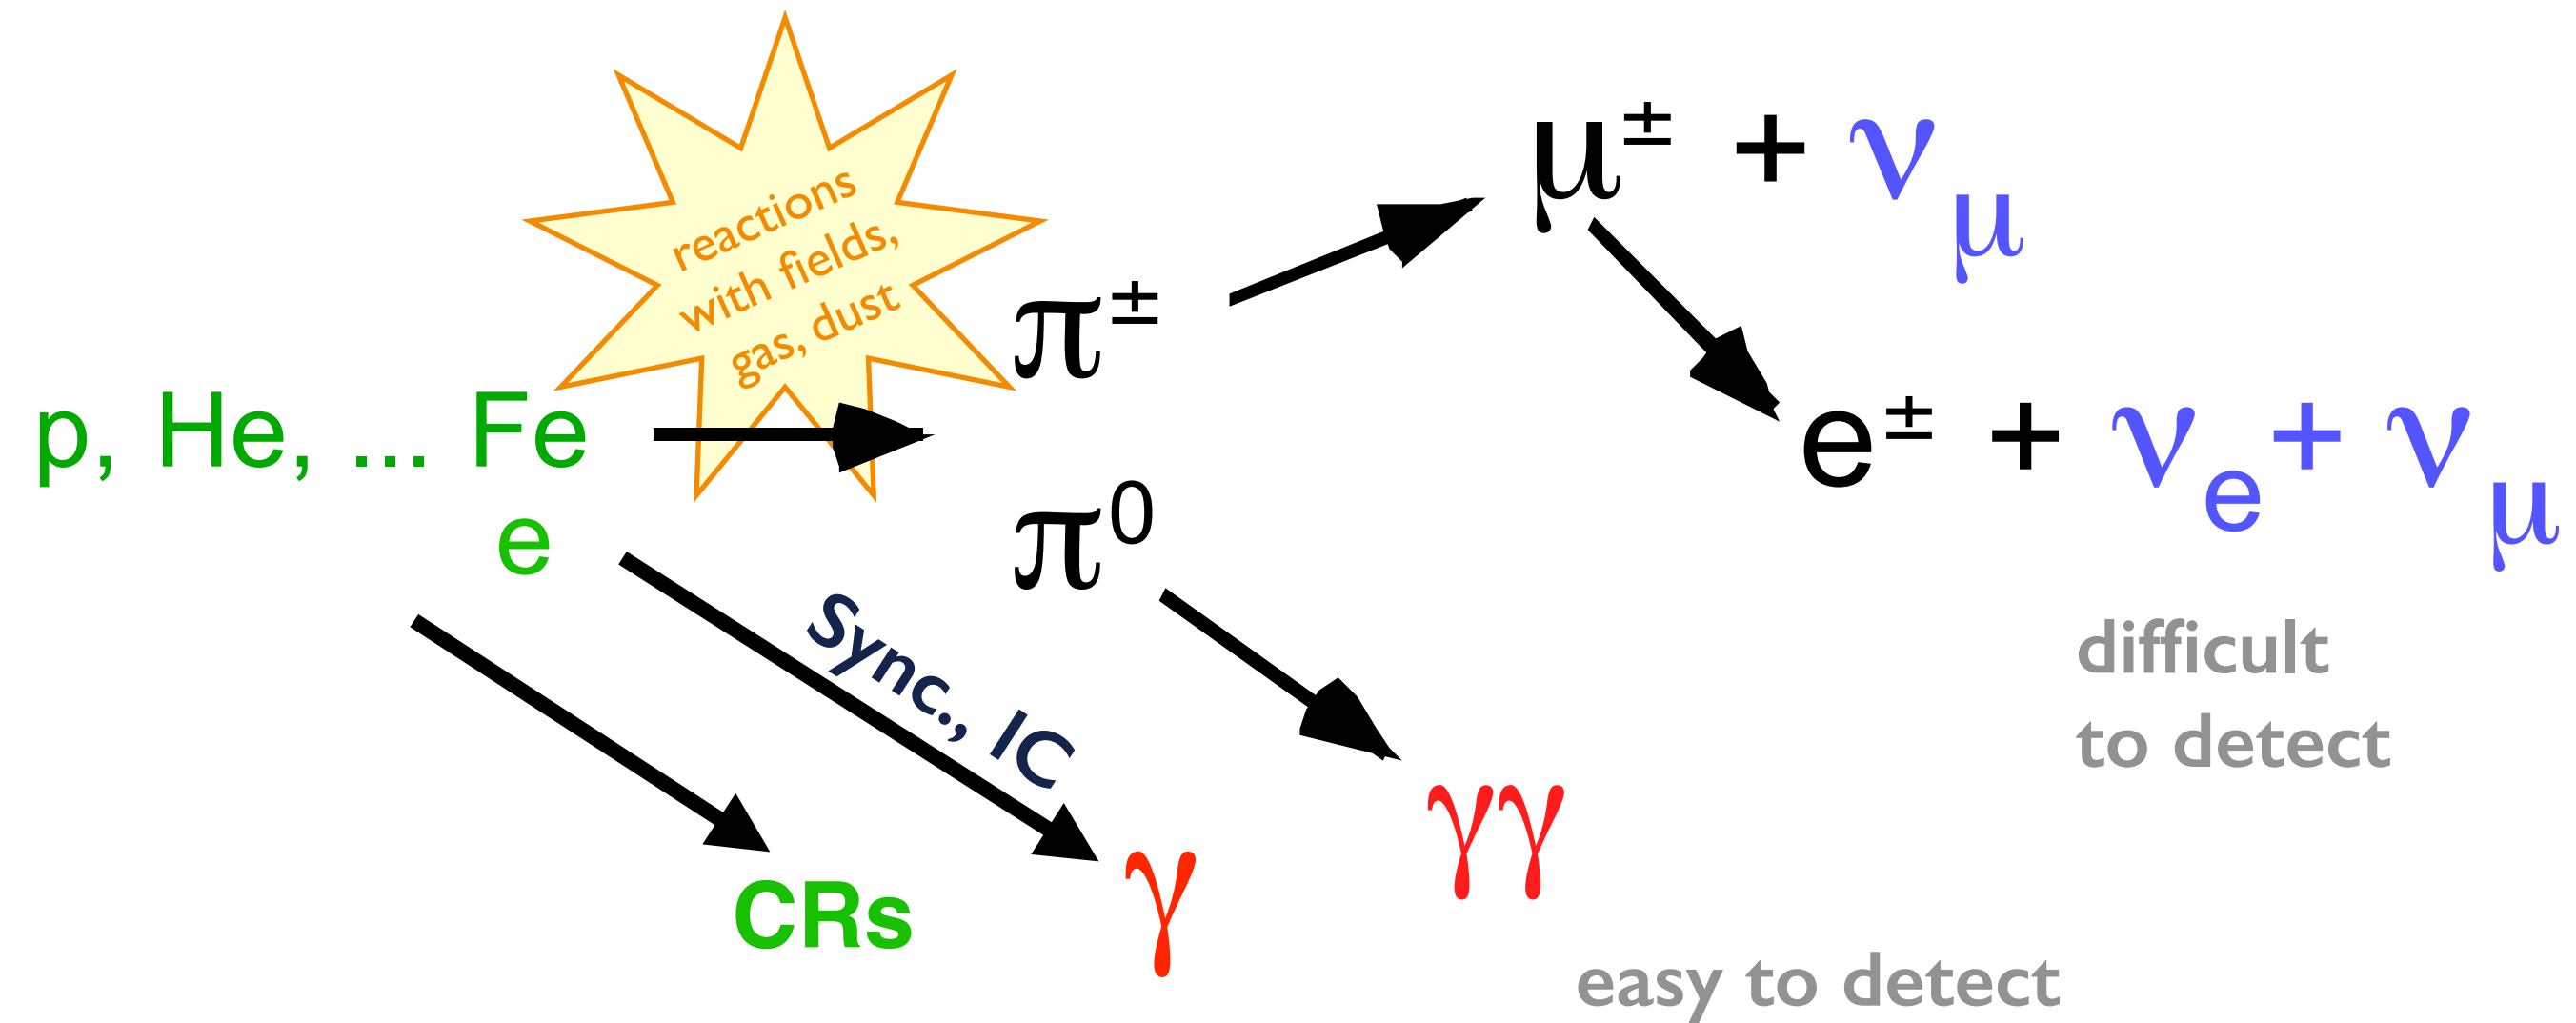 reactions
with fields,
gas, dust
μ± + νμ
π±
p, He, ... Fe
e± + νe + νμ
e
π0
Sync., IC
difficult
to detect
γγ
γ
CRs
easy to detect